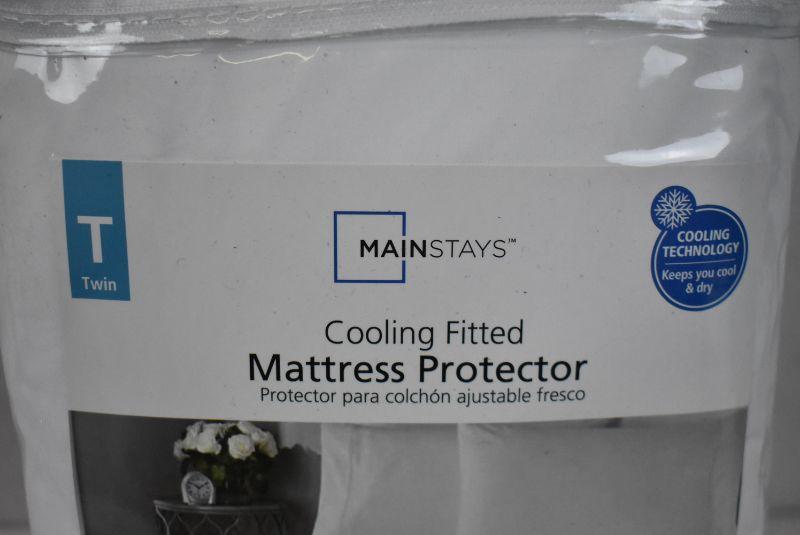 T
Twin
MAINSTAYS™
COOLING
TECHNOLOGY
Keeps you cool
& dry
Cooling Fitted
Mattress Protector
Protector para colchón ajustable fresco